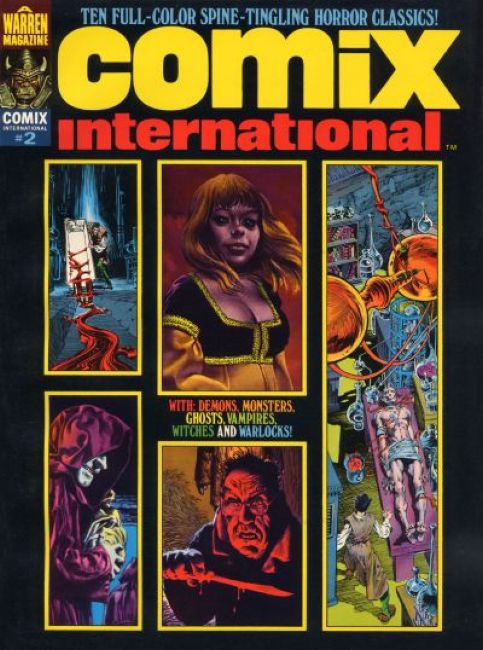 TEN FULL-COLOR SPINE-TINGLING HORROR CLASSICS!
A
WARREN
MAGAZINE
COMIX
INTERNATIONAL
#2
comix
international
TM
WITH: DEMONS, MONSTERS,
GHOSTS, VAMPIRES,
WITCHES AND WARLOCKS!